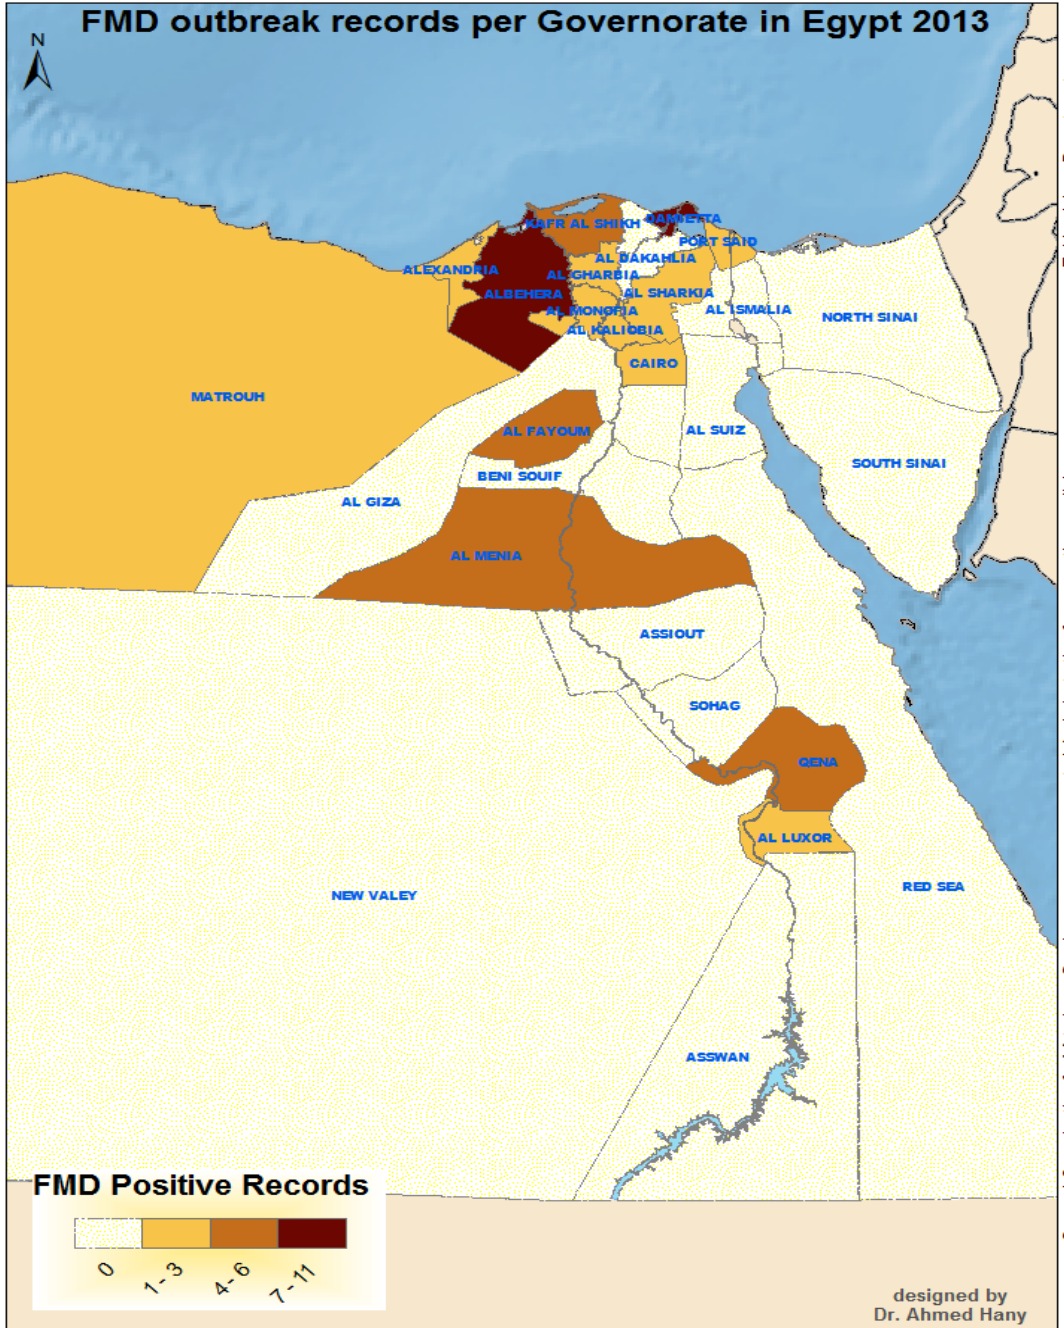 FMD outbreak records per Governorate in Egypt 2013
N
KAFR AL SHIKH
DAMIETTA
PORT SAID
AL DAKAHLIA
ALEXANDRIA
AL GHARBIA
ALBEHERA
AL SHARKIA
AL MONOFIA
AL ISMALIA
NORTH SINAI
AL KALIOBIA
CAIRO
MATROUH
AL FAYOUM
AL SUIZ
SOUTH SINAI
BENI SOUIF
AL GIZA
AL MENIA
ASSIOUT
SOHAG
QENA
AL LUXOR
NEW VALEY
RED SEA
ASSWAN
FMD Positive Records
0
1 - 3
4 - 6
7 - 11
designed by
Dr. Ahmed Hany